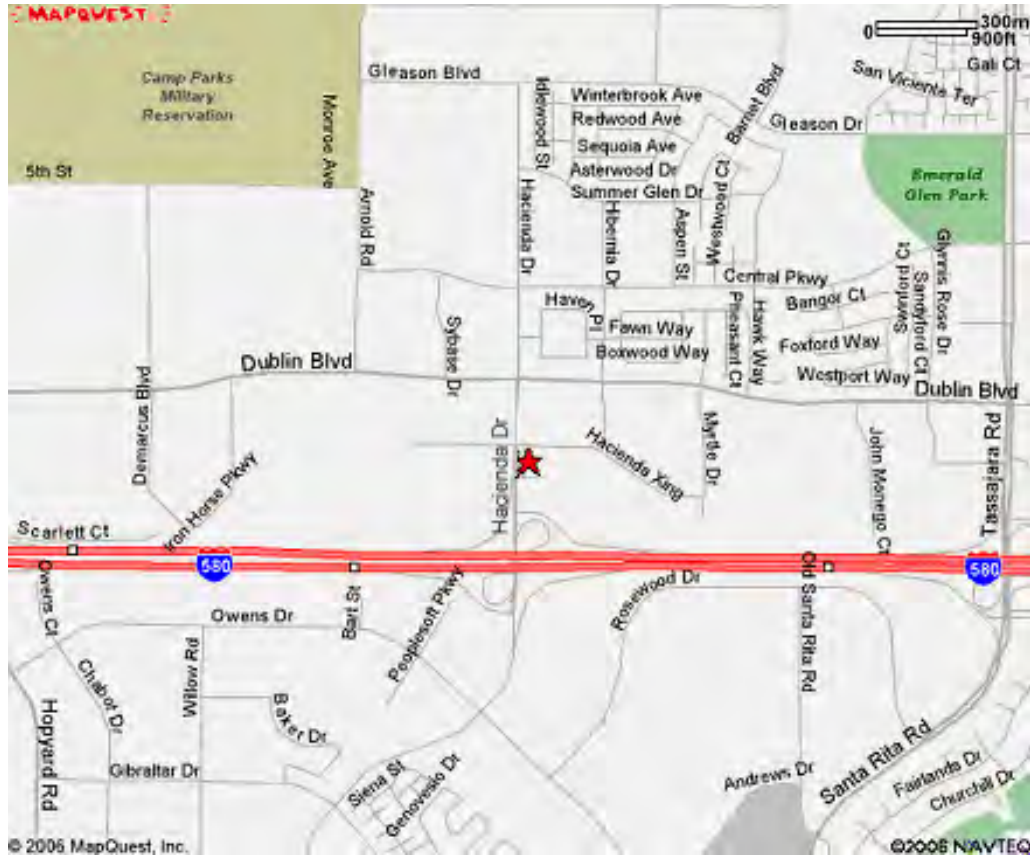 MAPQUEST
300m
0
900ft
Camp Parks
Military
Reservation
Gleason Blvd
San Vicente Ter
Gali Ct
Monroe Ave
Idlewood St
Winterbrook Ave
Redwood Ave
Sequoia Ave
Asterwood Dr
Summer Glen Dr
Barnet Blvd
Gleason Dr
5th St
Emerald
Glen Park
Arnold Rd
Hacienda Dr
Hibernia Dr
Aspen St
Westwood Ct
Central Pkwy
Glynnis Rose Dr
Sandyford Ct
Sanford Ct
Bangor Ct
Haven Pl
Fawn Way
Boxwood Way
Pheasant Ct
Hawk Way
Foxford Way
Westport Way
Sybase Dr
Dublin Blvd
Dublin Blvd
Demarcus Blvd
Iron Horse Pkwy
Hacienda Dr
Hacienda Xing
Myrtle Dr
John Monego Ct
Tassajara Rd
Scarlett Ct
580
580
Owens Ct
Bart St
Peoplesoft Pkwy
Rosewood Dr
Old Santa Rita Rd
Owens Dr
Willow Rd
Chabot Dr
Baker Dt
Hopyard Rd
Gibraltar Dr
Siena St
Genovesio Dr
Andrews Dr
Santa Rita Rd
Fairlands Dr
Churchill Dr
© 2006 MapQuest, Inc.
©2006 NAVTEQ